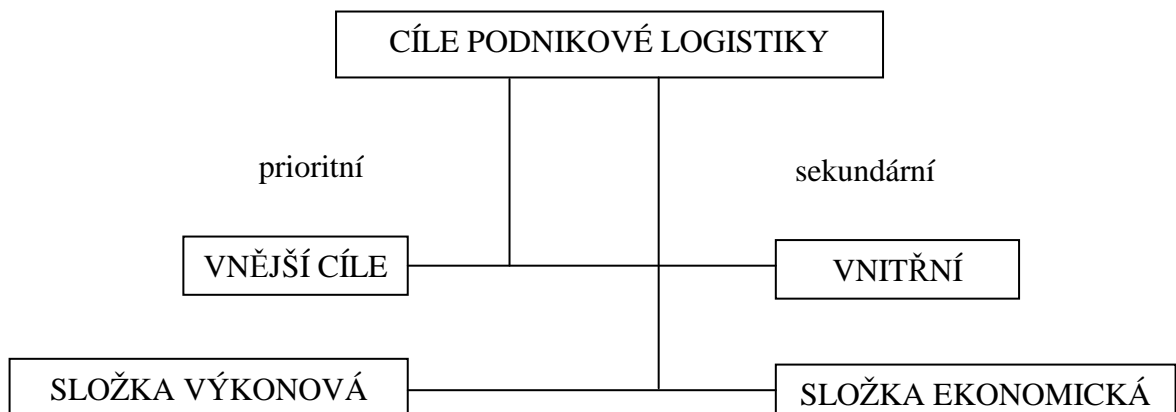 CÍLE PODNIKOVÉ LOGISTIKY
prioritní
sekundární
VNĚJŠÍ CÍLE
VNITŘNÍ
SLOŽKA VÝKONOVÁ
SLOŽKA EKONOMICKÁ